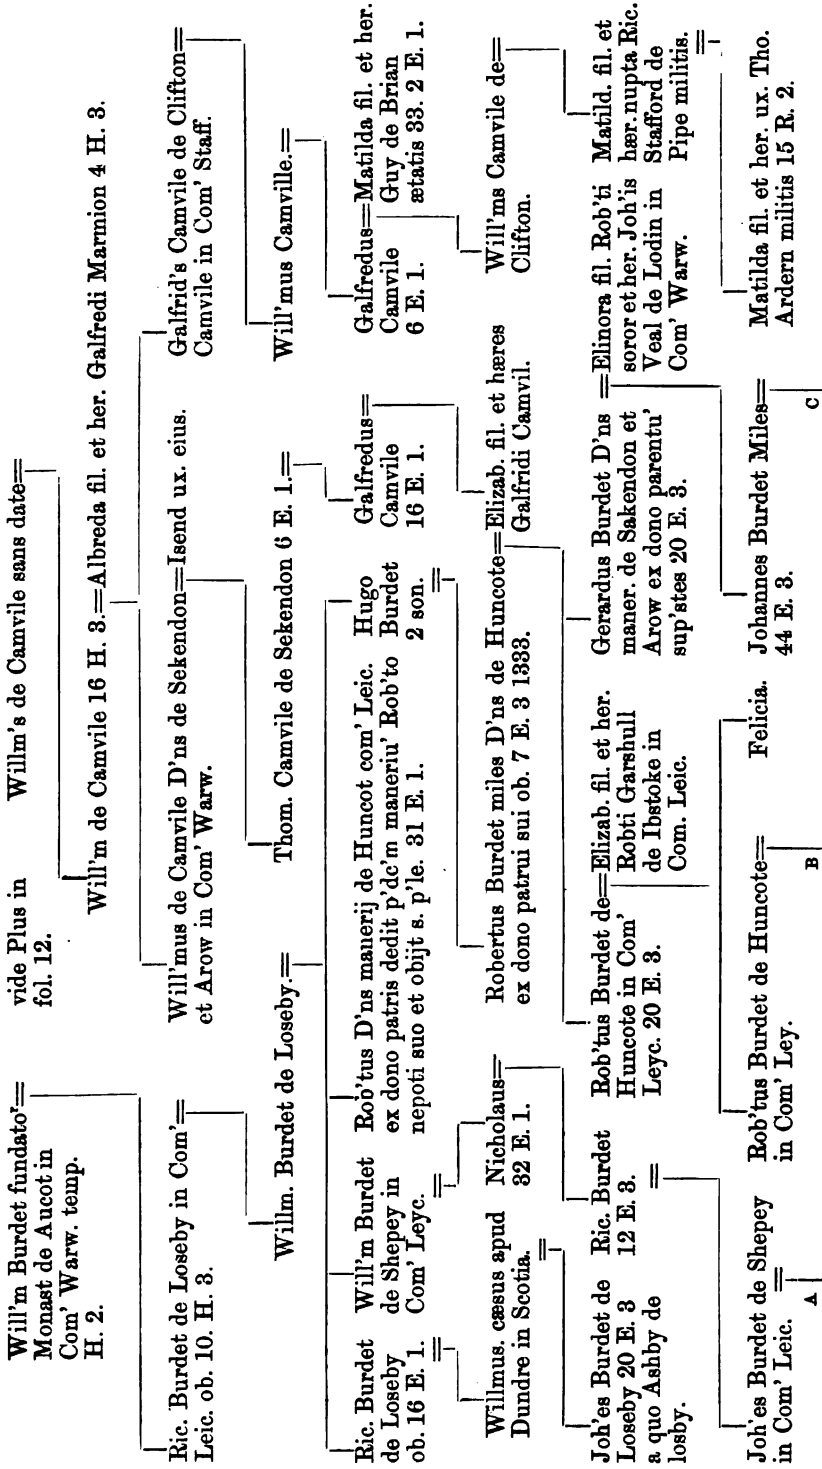 Will'm Burdet fundato^r=
Monast de Aucot in
Com' Warw. temp.
H. 2.
vide Plus in
fol. 12.
Willm's de Camvile sans date=
Will'm de Camvile 16 H. 3.=Albreda fil. et her. Galfredi Marmion 4 H. 3.
Ric. Burdet de Loseby in Com'=
Leic. ob. 10. H. 3.
Will'mus de Camvile D'ns de Sekendon=Isend ux. eius.
et Arow in Com' Warw.
Galfrid's Camvile de Clifton=
Camvile in Com' Staff.
Willm. Burdet de Loseby.=
Thom. Camvile de Sekendon 6 E. 1.=
Will'mus Camville.=
Ric. Burdet
de Loseby
ob. 16 E. 1.
Will'm Burdet
de Shepey in
Com' Leyc.
Rob'tus D'ns manerij de Huncot com' Leic.
ex dono patris dedit p'dc'm maneriu' Rob'to
nepoti suo et obijt s. p'le. 31 E. 1.
Hugo
Burdet
2 son.
Galfredus=
Camvile
16 E. 1.
Galfredus=Matilda fil. et her.
Camvile
6 E. 1.
Guy de Brian
ætatis 33. 2 E. 1.
Willmus. cæsus apud
Dundre in Scotia.
Nicholaus=
32 E. 1.
Robertus Burdet miles D'ns de Huncote=Elizab. fil. et hæres
ex dono patrui sui ob. 7 E. 3 1333.
Galfridi Camvil.
Will'ms Camvile de=
Clifton.
Joh'es Burdet de
Loseby 20 E. 3
a quo Ashby de
losby.
Ric. Burdet
12 E. 3.
Rob'tus Burdet de=Elizab. fil. et her.
Huncote in Com'
Leyc. 20 E. 3.
Robti Garshull
de Ibstoke in
Com. Leic.
Gerardus Burdet D'ns
maner. de Sakendon et
Arow ex dono parentu'
sup'stes 20 E. 3.
=Elinora fil. Rob'ti
soror et her. Joh'is
Veal de Lodin in
Com' Warw.
Matild. fil. et
hær. nupta Ric.
Stafford de
Pipe militis.
Joh'es Burdet de Shepey
in Com' Leic.
Rob'tus Burdet de Huncote=
in Com' Ley.
Felicia.
Johannes Burdet Miles=
44 E. 3.
Matilda fil. et her. ux. Tho.
Ardern militis 15 R. 2.
A
B
C